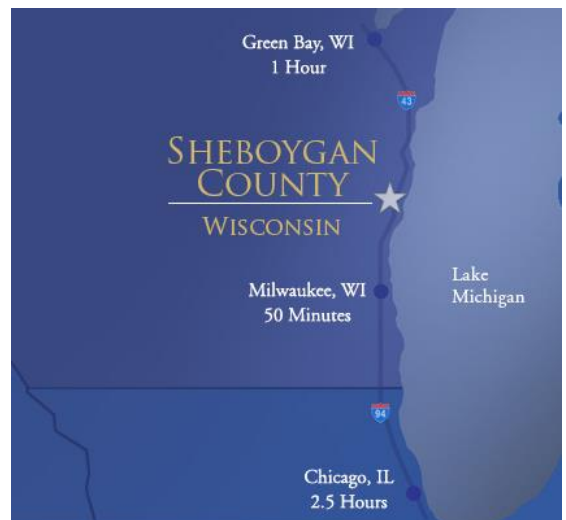 Green Bay, WI
1 Hour
43
SHEBOYGAN
COUNTY
WISCONSIN
Milwaukee, WI
50 Minutes
Lake
Michigan
94
Chicago, IL
2.5 Hours